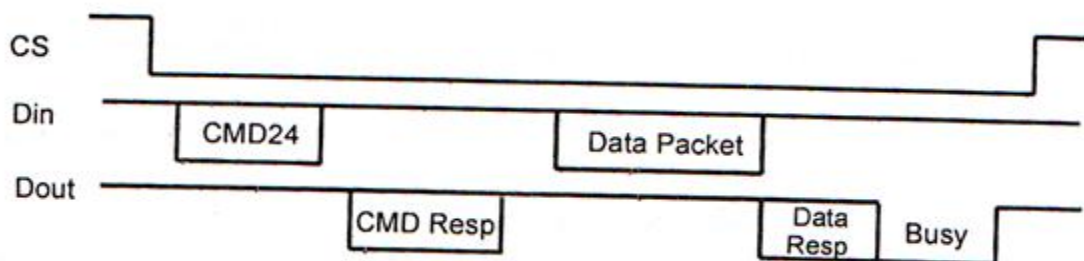 CS
Din
CMD24
Data Packet
Dout
CMD Resp
Data
Resp
Busy